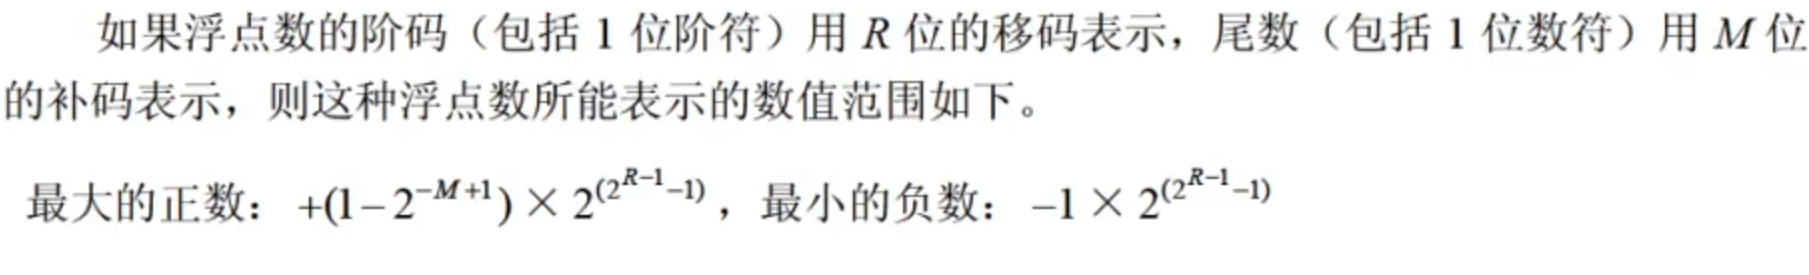 如果浮点数的阶码（包括 1 位阶符）用 R 位的移码表示，尾数（包括 1 位数符）用 M 位
的补码表示，则这种浮点数所能表示的数值范围如下。
最大的正数：+(1−2^{−M+1})×2^{(2^{R−1}−1)}，最小的负数：−1×2^{(2^{R−1}−1)}